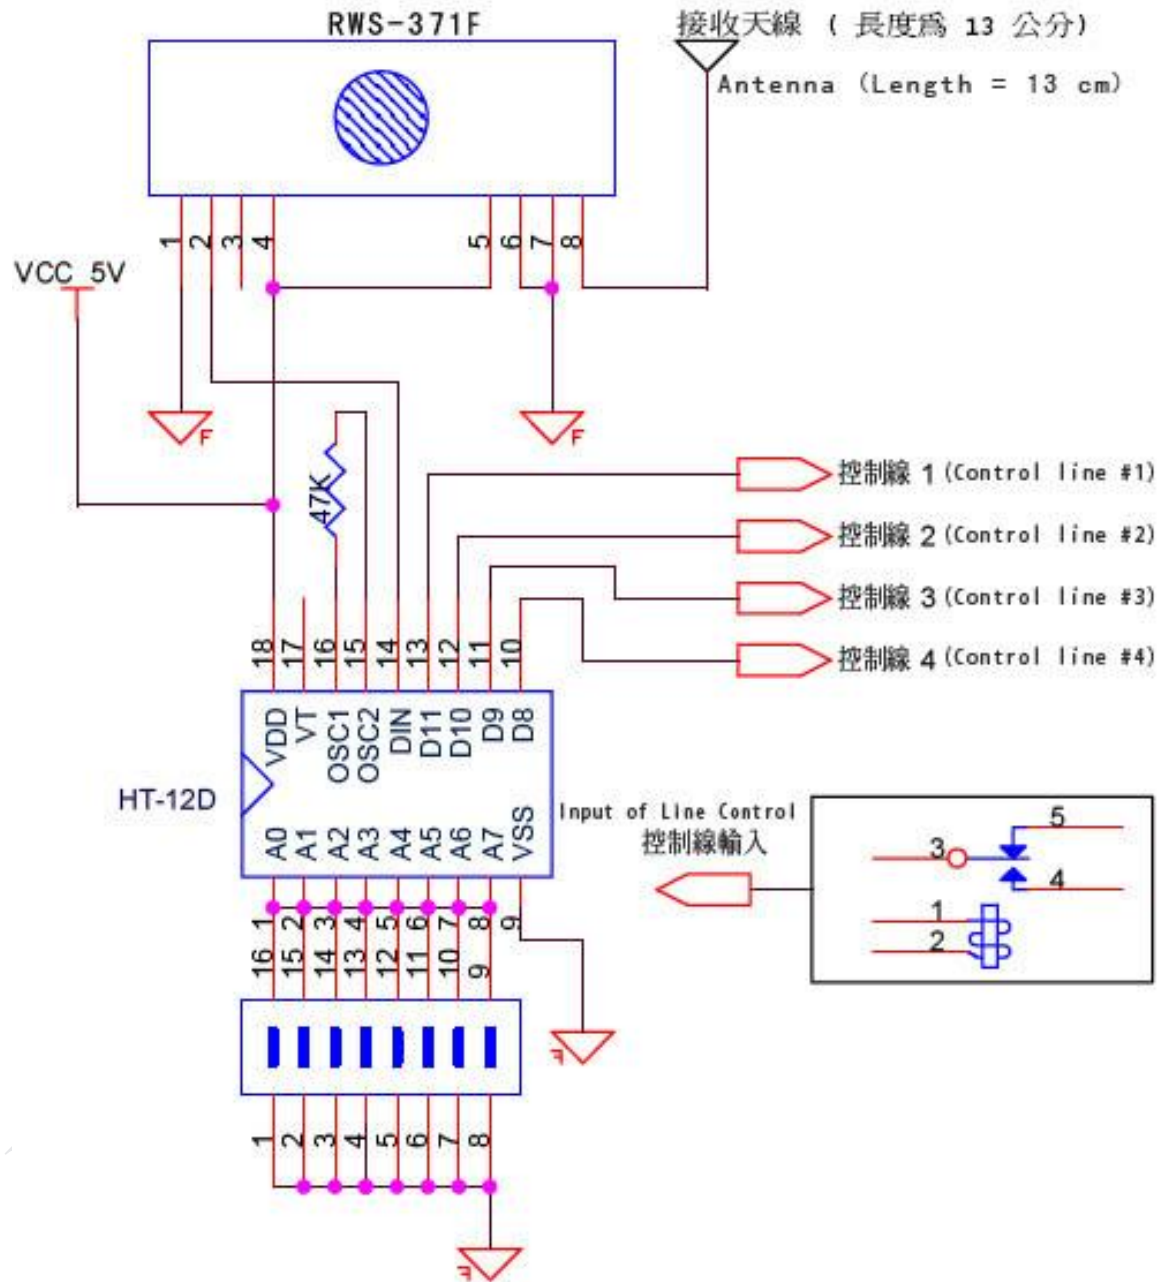 RWS-371F
接收天線 ( 長度爲 13 公分)
Antenna (Length = 13 cm)
1 2 3 4 5 6 7 8
VCC 5V
F F
47K
控制線 1 (Control line #1)
控制線 2 (Control line #2)
控制線 3 (Control line #3)
控制線 4 (Control line #4)
18 17 16 15 14 13 12 11 10
VDD VT OSC1 OSC2 DIN D11 D10 D9 D8
HT-12D
A0 A1 A2 A3 A4 A5 A6 A7 VSS
1 2 3 4 5 6 7 8 9
16 15 14 13 12 11 10 9
Input of Line Control
控制線輸入
5
3
4
1
2
F
1 2 3 4 5 6 7 8
F